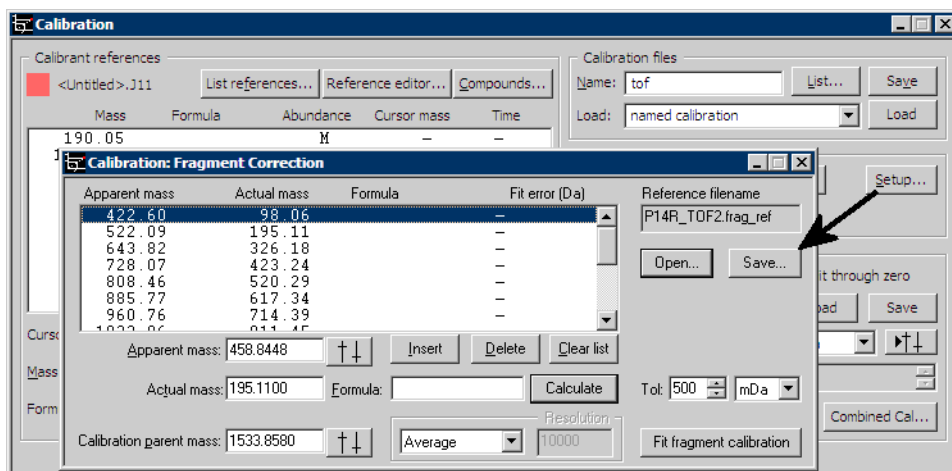 Calibration
Calibrant references
<Untitled>.J11 List references... Reference editor... Compounds...
Mass Formula Abundance Cursor mass Time
190.05 M – –
Calibration files
Name: tof List... Save
Load: named calibration Load
Setup...
it through zero
ad Save
Combined Cal...
Curs
Mass
Form
Calibration: Fragment Correction
Apparent mass Actual mass Formula Fit error (Da)
422.60 98.06 –
522.09 195.11 –
643.82 326.18 –
728.07 423.24 –
808.46 520.29 –
885.77 617.34 –
960.76 714.39 –
Reference filename
P14R_TOF2.frag_ref
Open... Save...
Apparent mass: 458.8448 Insert Delete Clear list
Actual mass: 195.1100 Formula: Calculate Tol: 500 mDa
Resolution
Calibration parent mass: 1533.8580 Average 10000 Fit fragment calibration